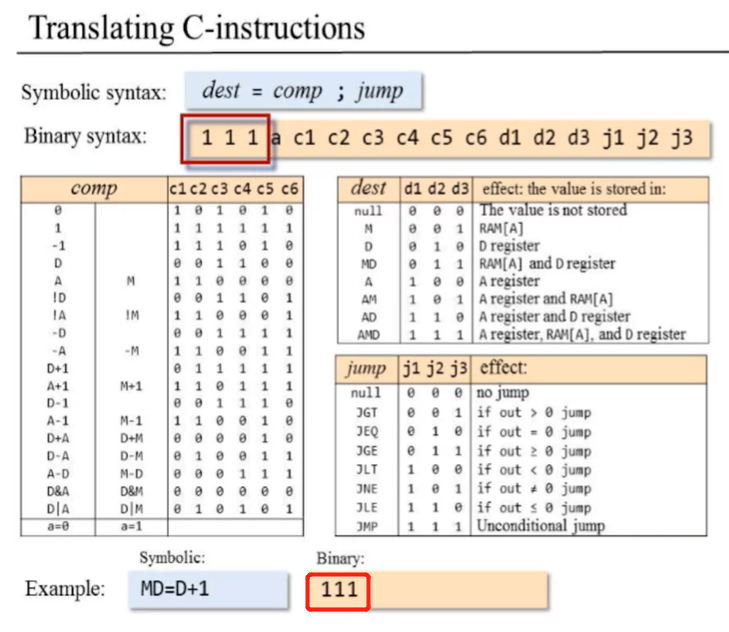 Translating C-instructions
Symbolic syntax: dest = comp ; jump
Binary syntax: 1 1 1 a c1 c2 c3 c4 c5 c6 d1 d2 d3 j1 j2 j3
comp c1 c2 c3 c4 c5 c6
0 1 0 1 0 1 0
1 1 1 1 1 1 1
-1 1 1 1 0 1 0
D 0 0 1 1 0 0
A M 1 1 0 0 0 0
!D 0 0 1 1 0 1
!A !M 1 1 0 0 0 1
-D 0 0 1 1 1 1
-A -M 1 1 0 0 1 1
D+1 0 1 1 1 1 1
A+1 M+1 1 1 0 1 1 1
D-1 0 0 1 1 1 0
A-1 M-1 1 1 0 0 1 0
D+A D+M 0 0 0 0 1 0
D-A D-M 0 1 0 0 1 1
A-D M-D 0 0 0 1 1 1
D&A D&M 0 0 0 0 0 0
D|A D|M 0 1 0 1 0 1
a=0 a=1
dest d1 d2 d3 effect: the value is stored in:
null 0 0 0 The value is not stored
M 0 0 1 RAM[A]
D 0 1 0 D register
MD 0 1 1 RAM[A] and D register
A 1 0 0 A register
AM 1 0 1 A register and RAM[A]
AD 1 1 0 A register and D register
AMD 1 1 1 A register, RAM[A], and D register
jump j1 j2 j3 effect:
null 0 0 0 no jump
JGT 0 0 1 if out > 0 jump
JEQ 0 1 0 if out = 0 jump
JGE 0 1 1 if out ≥ 0 jump
JLT 1 0 0 if out < 0 jump
JNE 1 0 1 if out ≠ 0 jump
JLE 1 1 0 if out ≤ 0 jump
JMP 1 1 1 Unconditional jump
Symbolic: Binary:
Example: MD=D+1 111